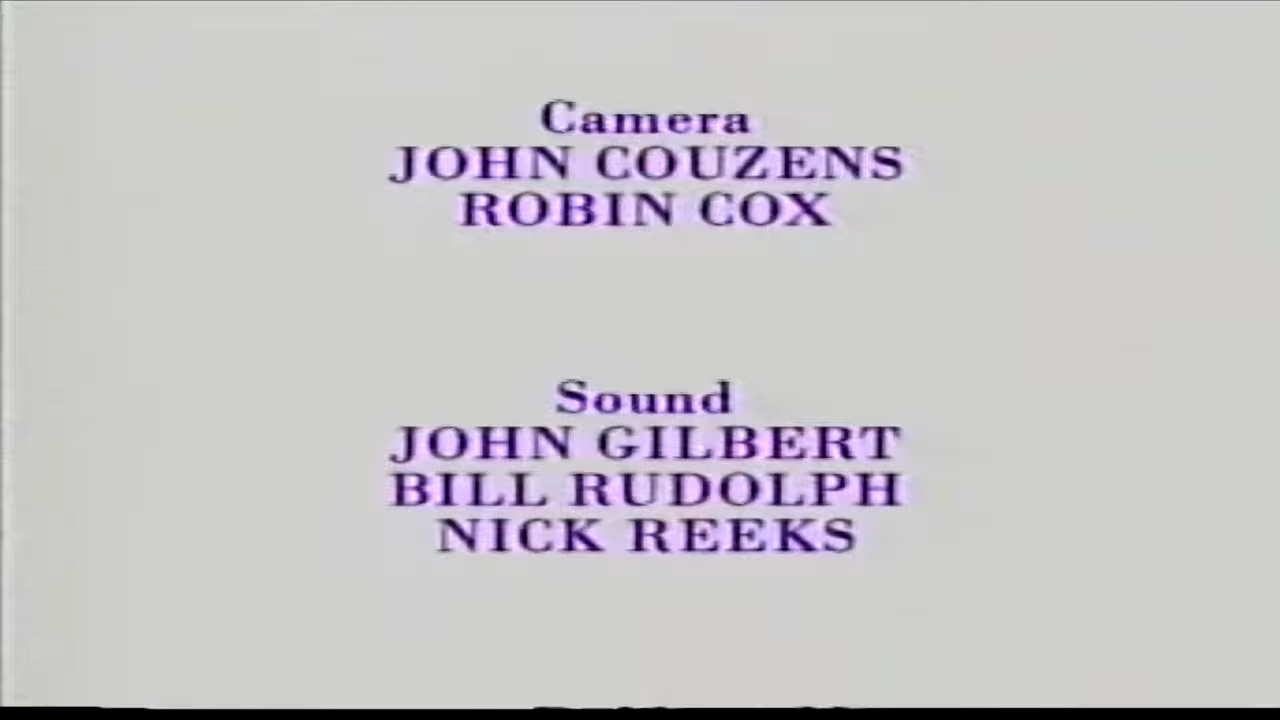 Camera
JOHN COUZENS
ROBIN COX
Sound
JOHN GILBERT
BILL RUDOLPH
NICK REEKS